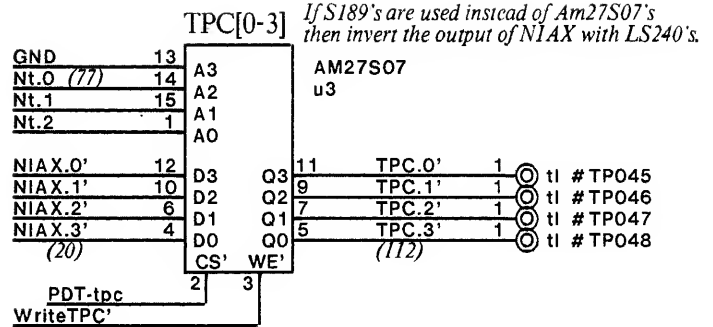 TPC[0-3]
If S189's are used instead of Am27S07's
then invert the output of NIAX with LS240's.
GND 13 A3
Nt.0 (77) 14 A2
Nt.1 15 A1
Nt.2 1 A0
AM27S07
u3
NIAX.0' 12 D3 Q3 11 TPC.0' 1 tl #TP045
NIAX.1' 10 D2 Q2 9 TPC.1' 1 tl #TP046
NIAX.2' 6 D1 Q1 7 TPC.2' 1 tl #TP047
NIAX.3' 4 D0 Q0 5 TPC.3' 1 tl #TP048
(20) (112)
CS' WE'
2 3
PDT-tpc
WriteTPC'